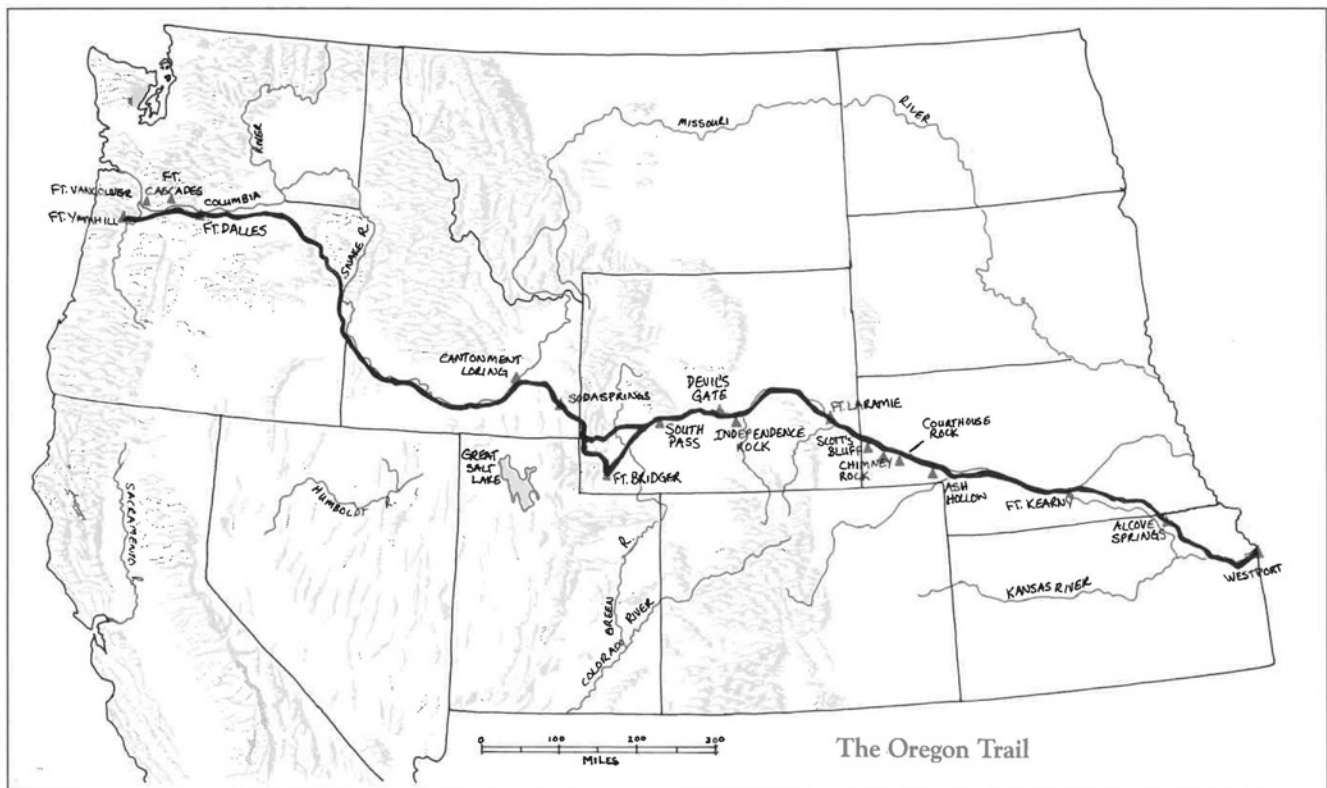 MISSOURI
RIVER
RIVER
FT. VANCOUVER
FT.
CASCADES
COLUMBIA
FT. YAMHILL
FT. DALLES
SNAKE R.
CANTONMENT
LORING
SODA SPRINGS
DEVIL'S
GATE
SOUTH
PASS
INDEPENDENCE
ROCK
FT. LARAMIE
COURTHOUSE
ROCK
SCOTT'S
BLUFF
CHIMNEY
ROCK
ASH
HOLLOW
FT. KEARNY
ALCOVE
SPRINGS
WESTPORT
KANSAS RIVER
GREAT
SALT
LAKE
FT. BRIDGER
HUMBOLDT R.
SACRAMENTO R.
GREEN R.
COLORADO RIVER
0 100 200 300
MILES
The Oregon Trail